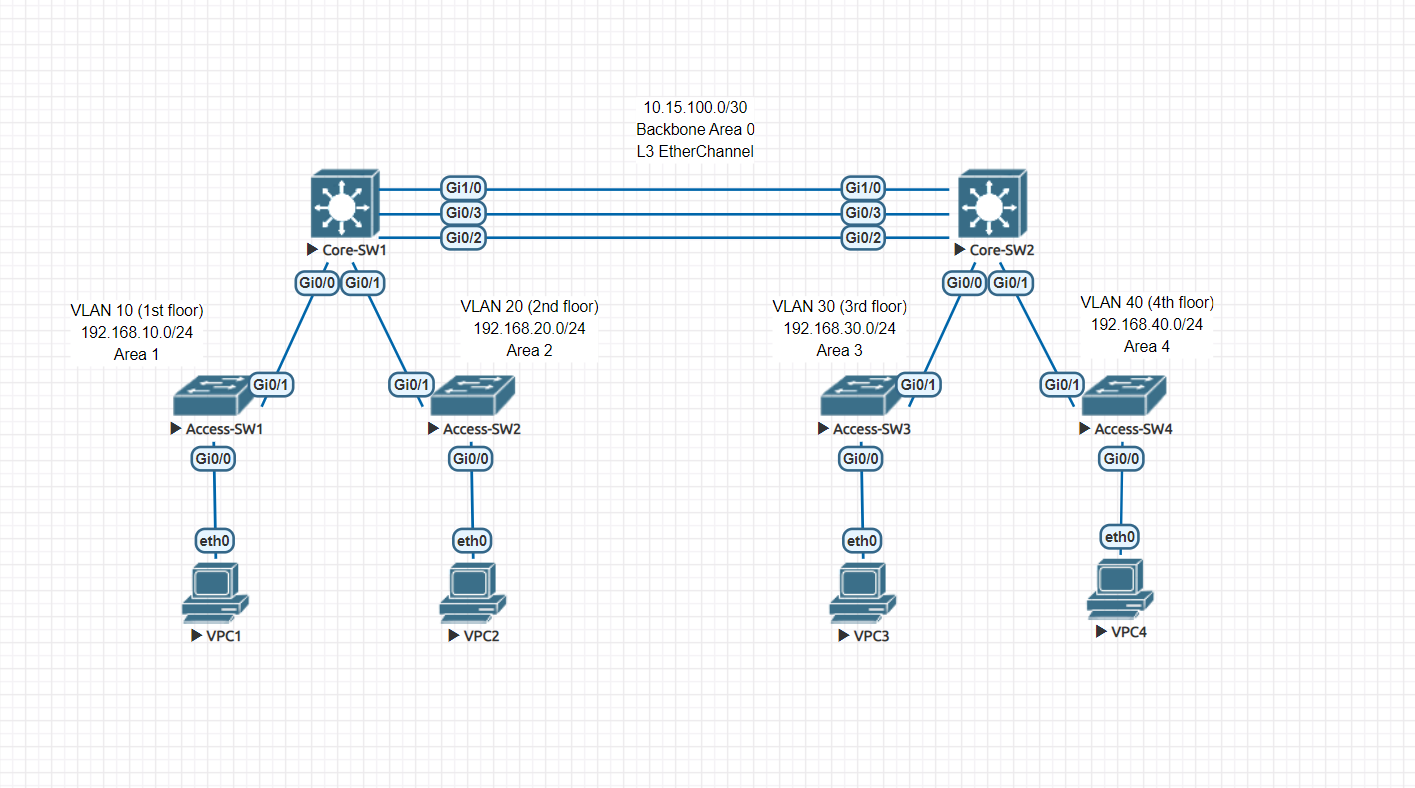 10.15.100.0/30
Backbone Area 0
L3 EtherChannel
Gi1/0
Gi1/0
Gi0/3
Gi0/3
Gi0/2
Gi0/2
Core-SW1
Core-SW2
Gi0/0
Gi0/1
Gi0/0
Gi0/1
VLAN 10 (1st floor)
192.168.10.0/24
Area 1
VLAN 20 (2nd floor)
192.168.20.0/24
Area 2
VLAN 30 (3rd floor)
192.168.30.0/24
Area 3
VLAN 40 (4th floor)
192.168.40.0/24
Area 4
Gi0/1
Gi0/1
Gi0/1
Gi0/1
Access-SW1
Access-SW2
Access-SW3
Access-SW4
Gi0/0
Gi0/0
Gi0/0
Gi0/0
eth0
eth0
eth0
eth0
VPC1
VPC2
VPC3
VPC4